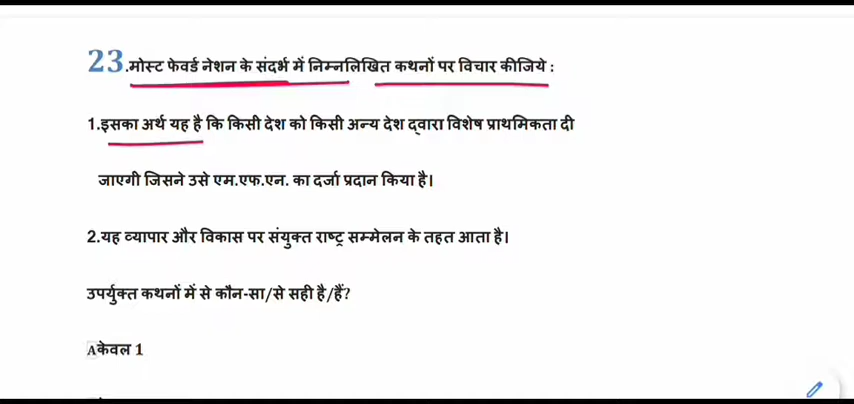 23.मोस्ट फेवर्ड नेशन के संदर्भ में निम्नलिखित कथनों पर विचार कीजिये :
1.इसका अर्थ यह है कि किसी देश को किसी अन्य देश द्वारा विशेष प्राथमिकता दी
जाएगी जिसने उसे एम.एफ.एन. का दर्जा प्रदान किया है।
2.यह व्यापार और विकास पर संयुक्त राष्ट्र सम्मेलन के तहत आता है।
उपर्युक्त कथनों में से कौन-सा/से सही है/हैं?
Aकेवल 1